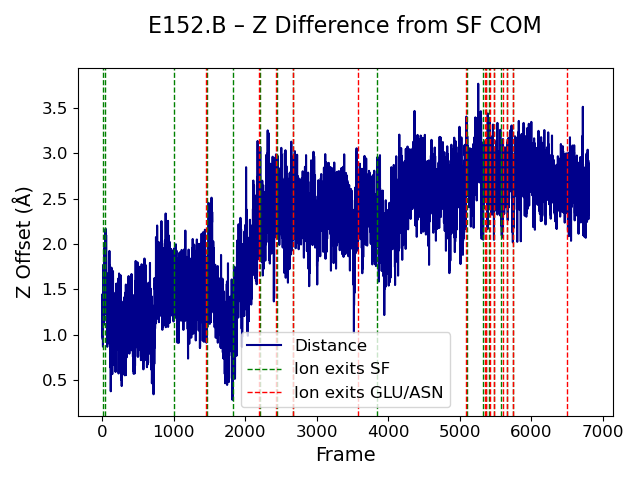 E152.B – Z Difference from SF COM
Z Offset (Å)
3.5
3.0
2.5
2.0
1.5
1.0
0.5
Distance
Ion exits SF
Ion exits GLU/ASN
0 1000 2000 3000 4000 5000 6000 7000
Frame